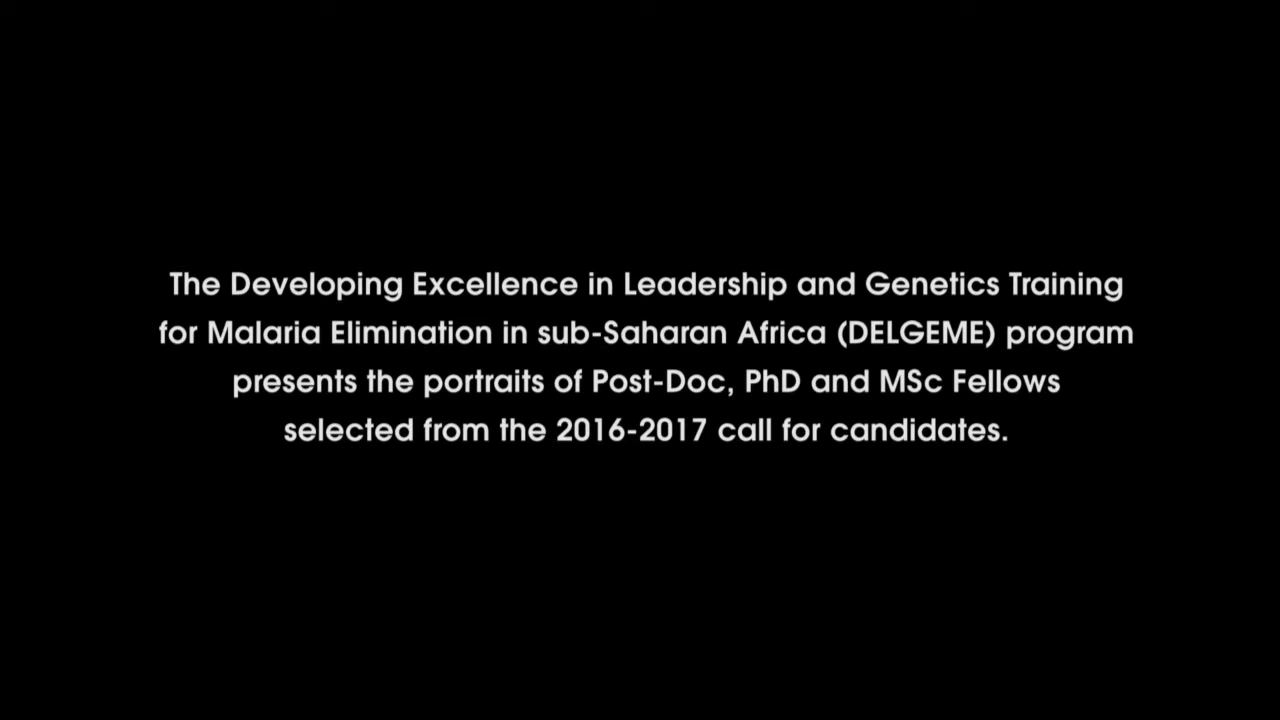 The Developing Excellence in Leadership and Genetics Training
for Malaria Elimination in sub-Saharan Africa (DELGEME) program
presents the portraits of Post-Doc, PhD and MSc Fellows
selected from the 2016-2017 call for candidates.